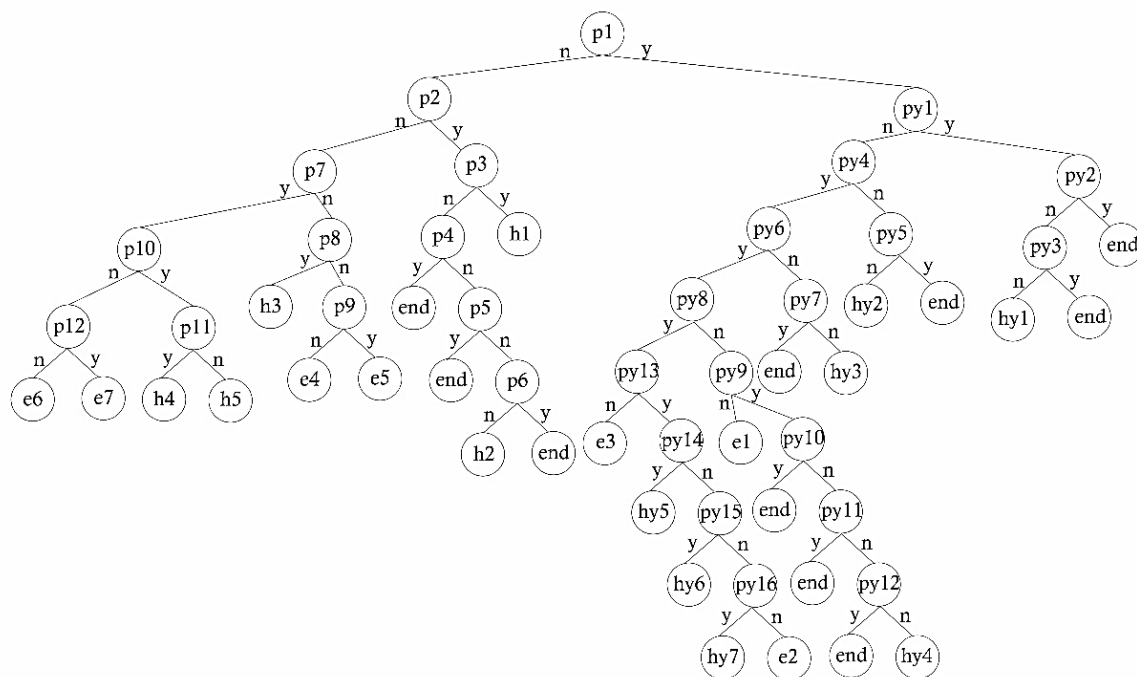 p1
n y
p2 py1
n y n y
p7 p3 py4 py2
y n n y y n n y
p10 p8 p4 h1 py6 py5 py3 end
n y y n y n y n n y n y
p12 p11 h3 p9 end p5 py8 py7 hy2 end hy1 end
n y y n n y y n y n y n
e6 e7 h4 h5 e4 e5 end p6 py13 py9 end hy3
n y n y n y
h2 end e3 py14 e1 py10
y n y n
hy5 py15 end py11
y n y n
hy6 py16 end py12
y n y n
hy7 e2 end hy4